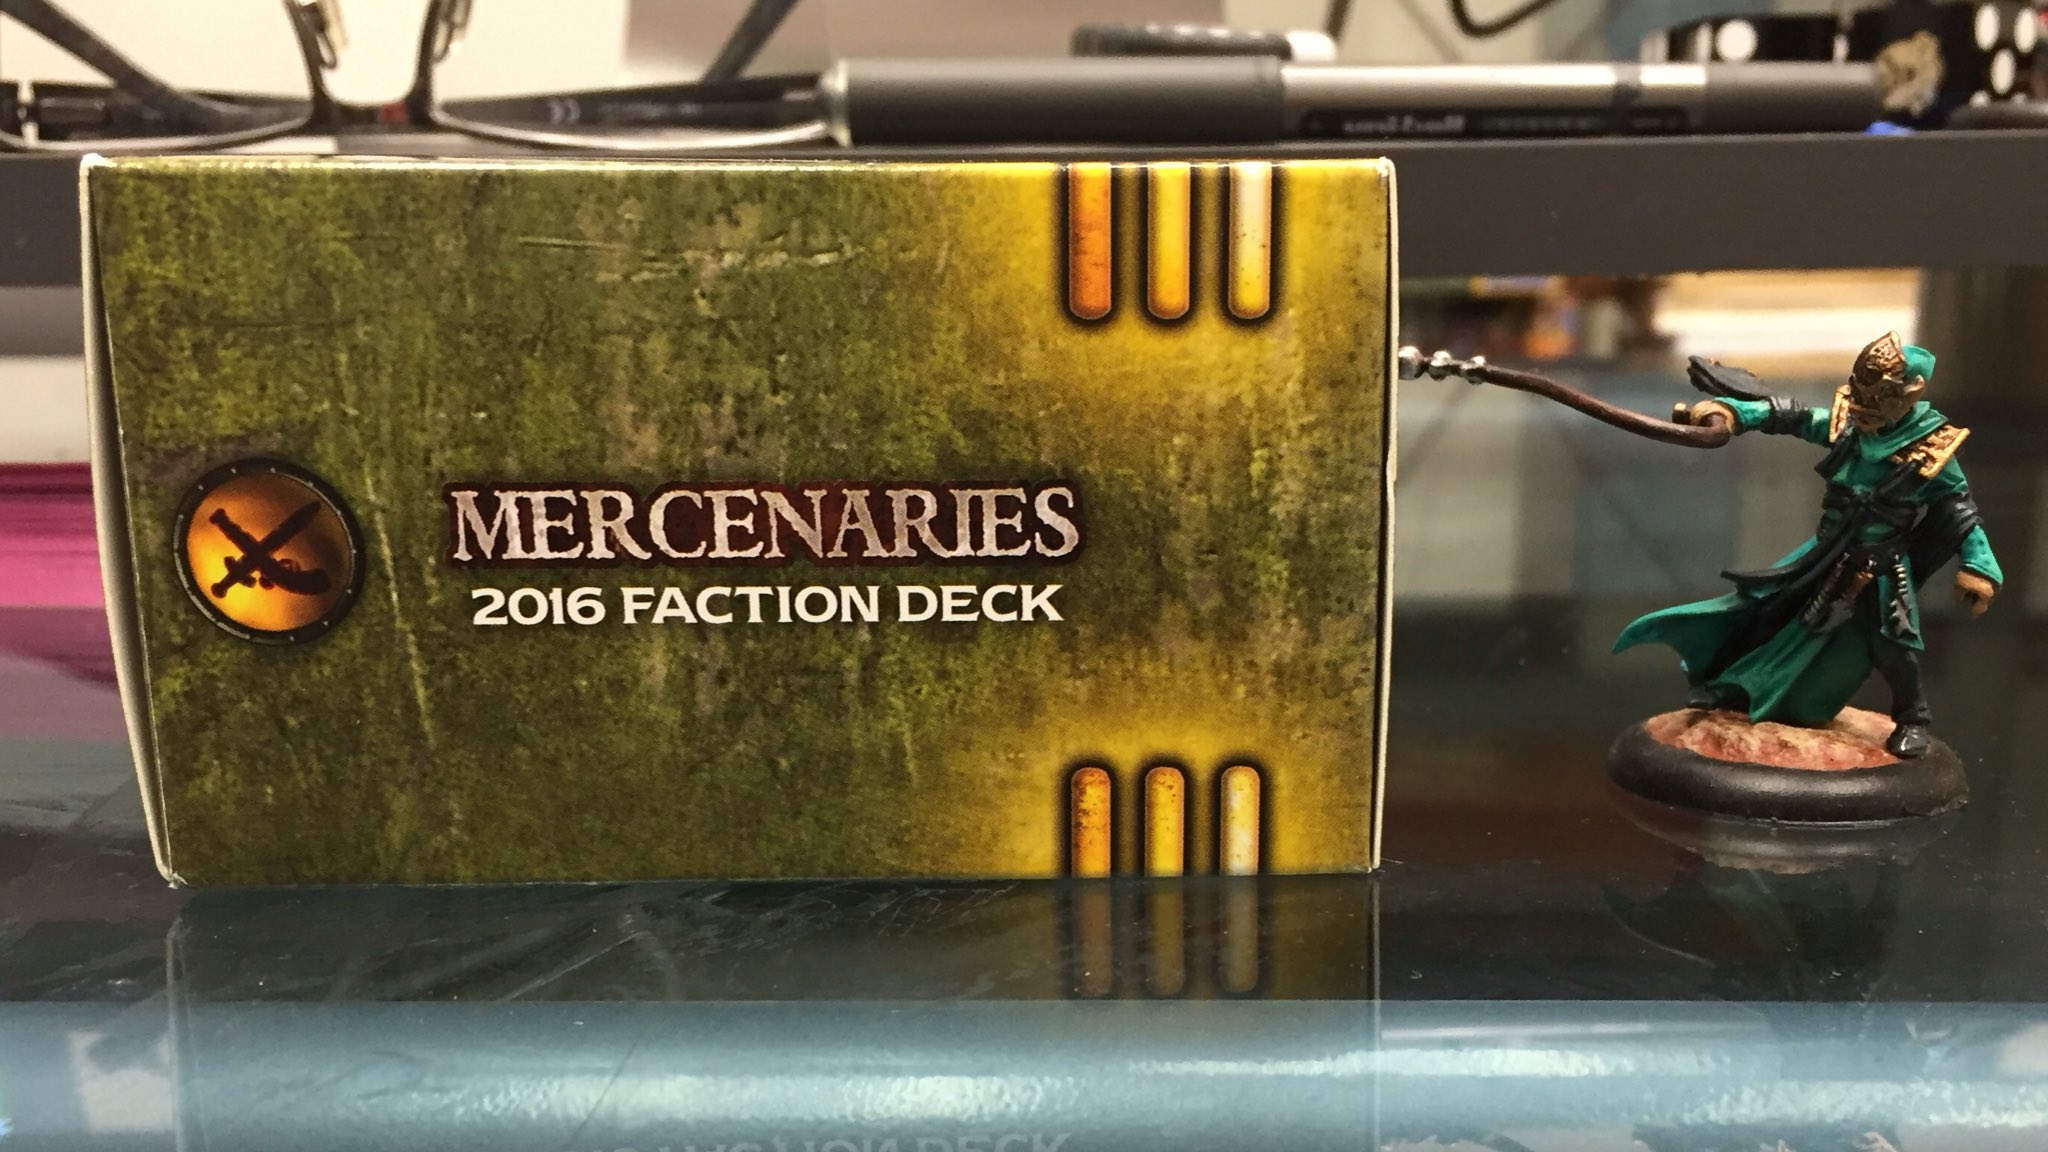 MERCENARIES
2016 FACTION DECK